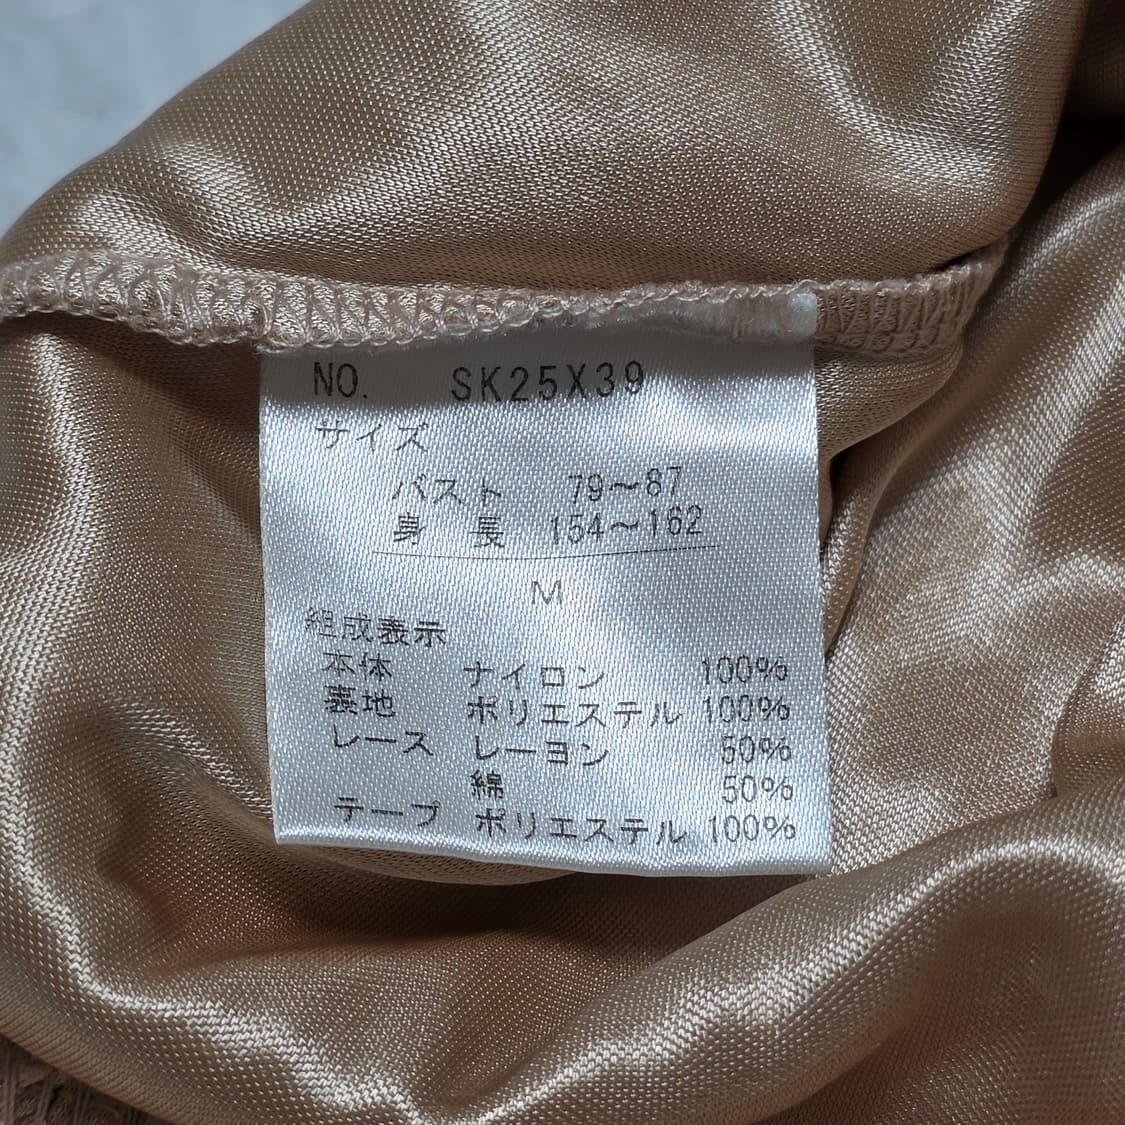 NO. SK25X39
サイズ
バスト 79〜87
身長 154〜162
M
組成表示
本体 ナイロン 100%
裏地 ポリエステル 100%
レース レーヨン 50%
綿 50%
テープ ポリエステル 100%